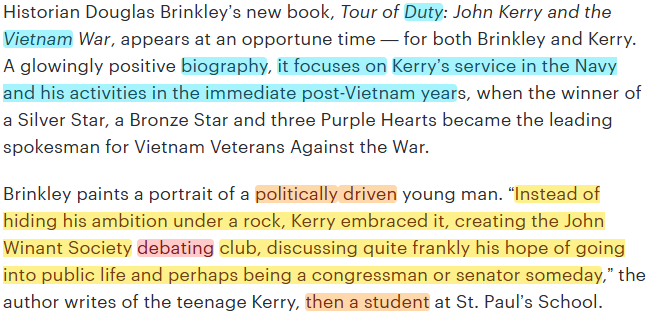 Historian Douglas Brinkley’s new book, Tour of Duty: John Kerry and the
Vietnam War, appears at an opportune time — for both Brinkley and Kerry.
A glowingly positive biography, it focuses on Kerry’s service in the Navy
and his activities in the immediate post-Vietnam years, when the winner of
a Silver Star, a Bronze Star and three Purple Hearts became the leading
spokesman for Vietnam Veterans Against the War.
Brinkley paints a portrait of a politically driven young man. “Instead of
hiding his ambition under a rock, Kerry embraced it, creating the John
Winant Society debating club, discussing quite frankly his hope of going
into public life and perhaps being a congressman or senator someday,” the
author writes of the teenage Kerry, then a student at St. Paul’s School.